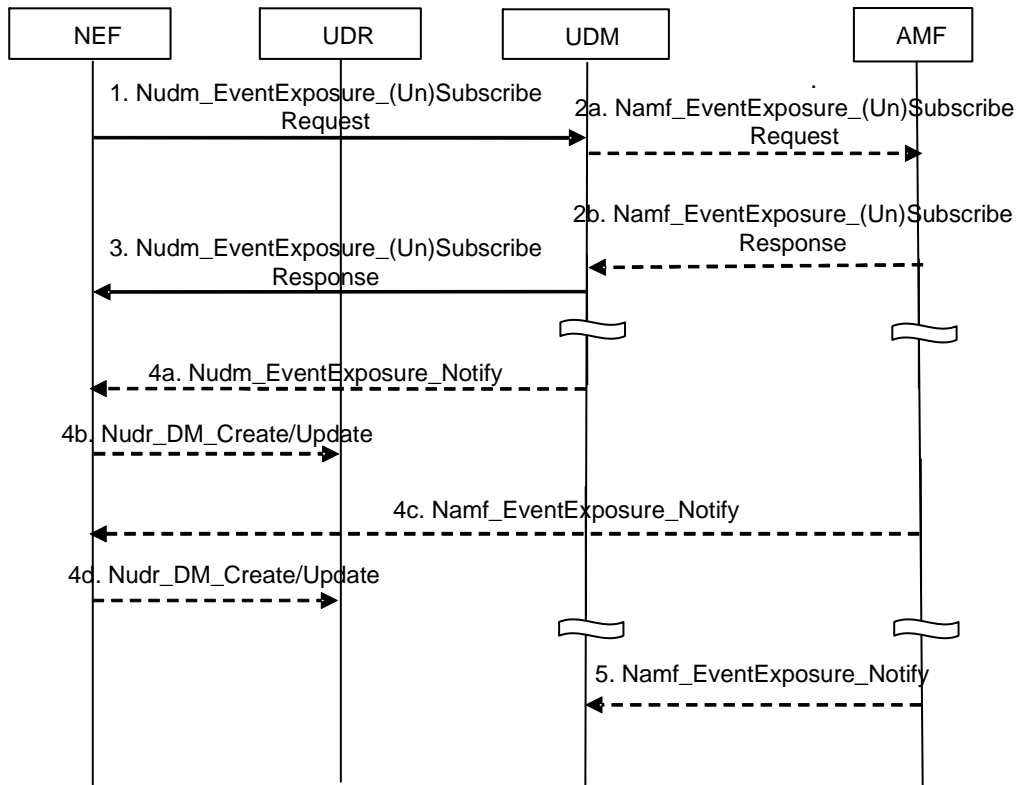 NEF
UDR
UDM
AMF
1. Nudm_EventExposure_(Un)Subscribe
Request
.
2a. Namf_EventExposure_(Un)Subscribe
Request
2b. Namf_EventExposure_(Un)Subscribe
Response
3. Nudm_EventExposure_(Un)Subscribe
Response
4a. Nudm_EventExposure_Notify
4b. Nudr_DM_Create/Update
4c. Namf_EventExposure_Notify
4d. Nudr_DM_Create/Update
5. Namf_EventExposure_Notify